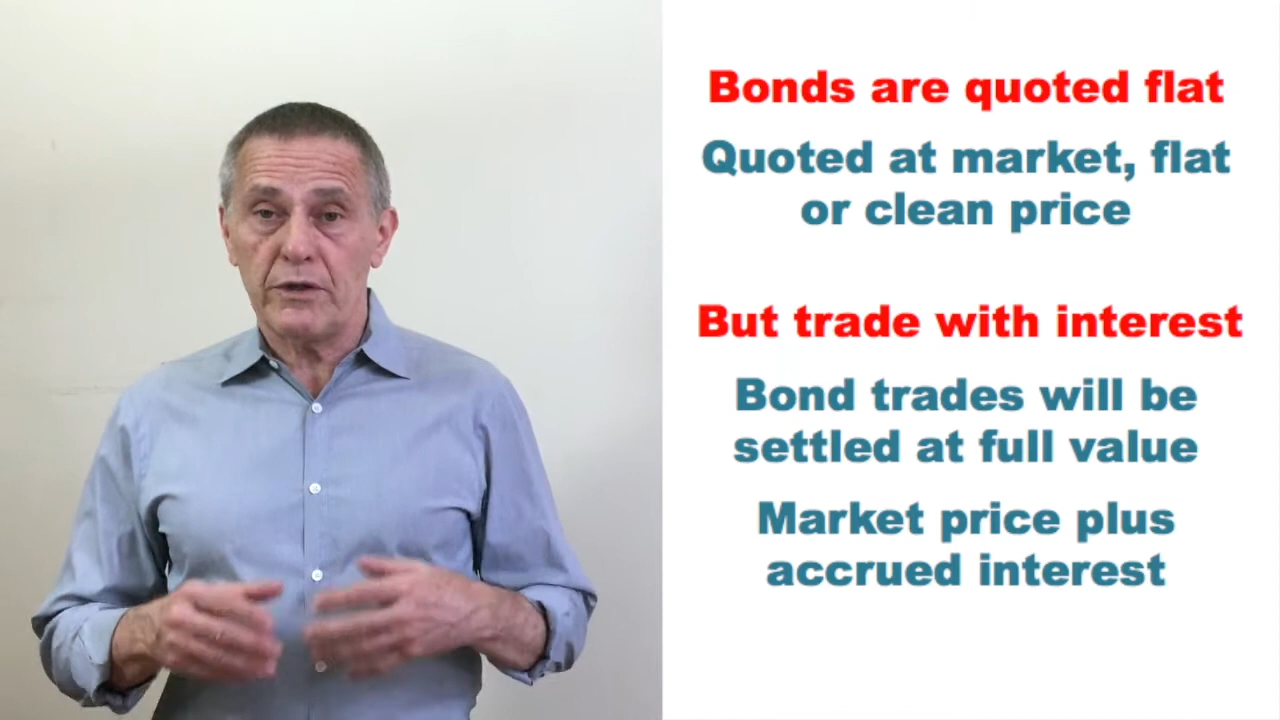 Bonds are quoted flat
Quoted at market, flat
or clean price
But trade with interest
Bond trades will be
settled at full value
Market price plus
accrued interest